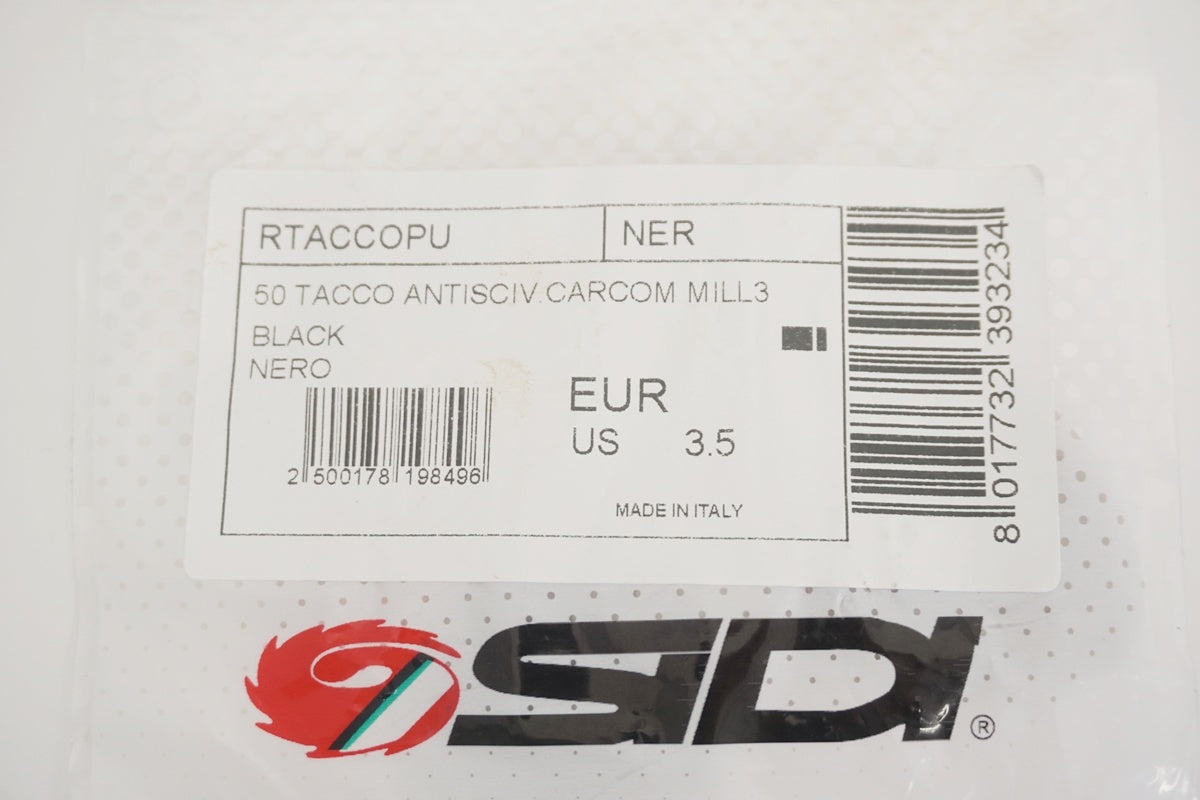 RTACCOPU
NER
50 TACCO ANTISCIV.CARCOM MILL3
BLACK
NERO
EUR
US 3.5
2 500178 198496
MADE IN ITALY
8 017732 393234
SIDI®